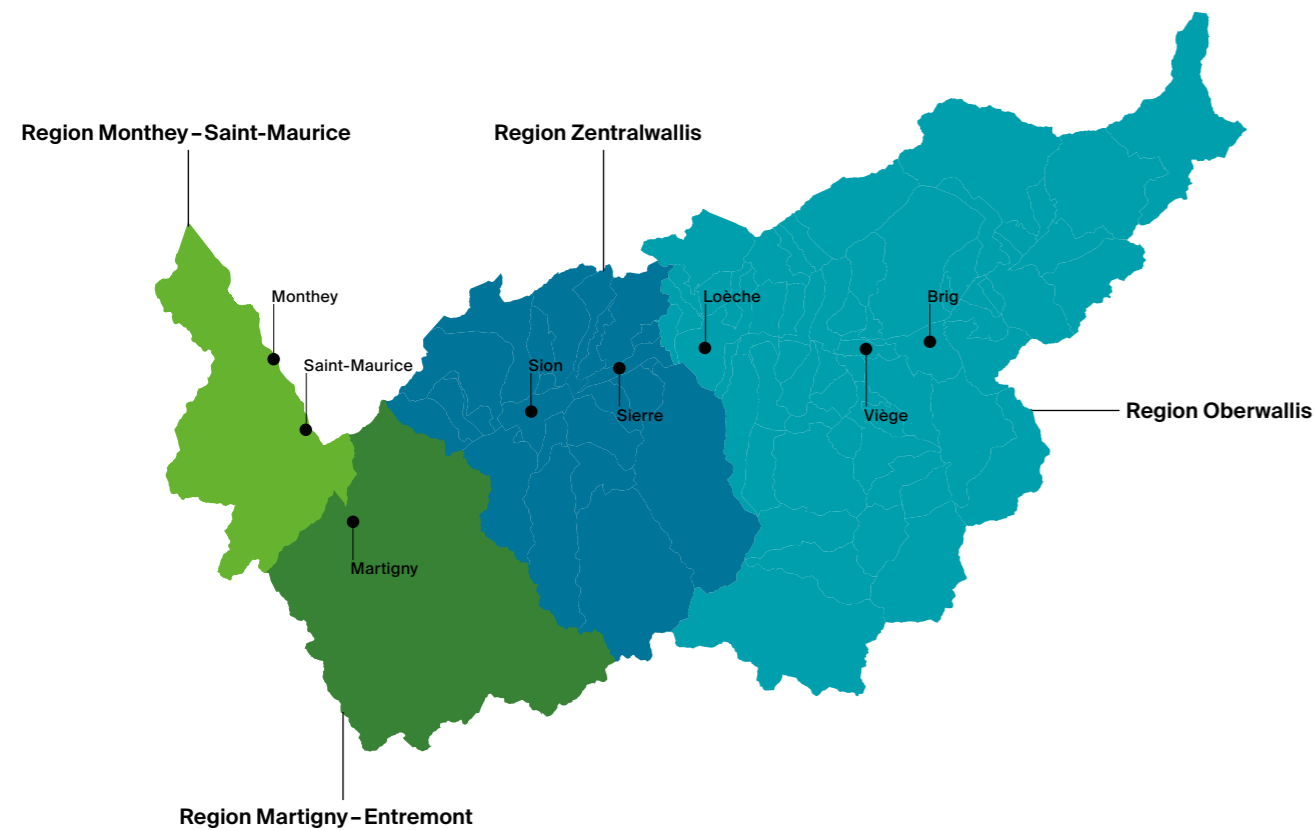 Region Monthey – Saint-Maurice
Region Zentralwallis
Monthey
Loèche
Brig
Saint-Maurice
Sion
Sierre
Viège
Region Oberwallis
Martigny
Region Martigny – Entremont